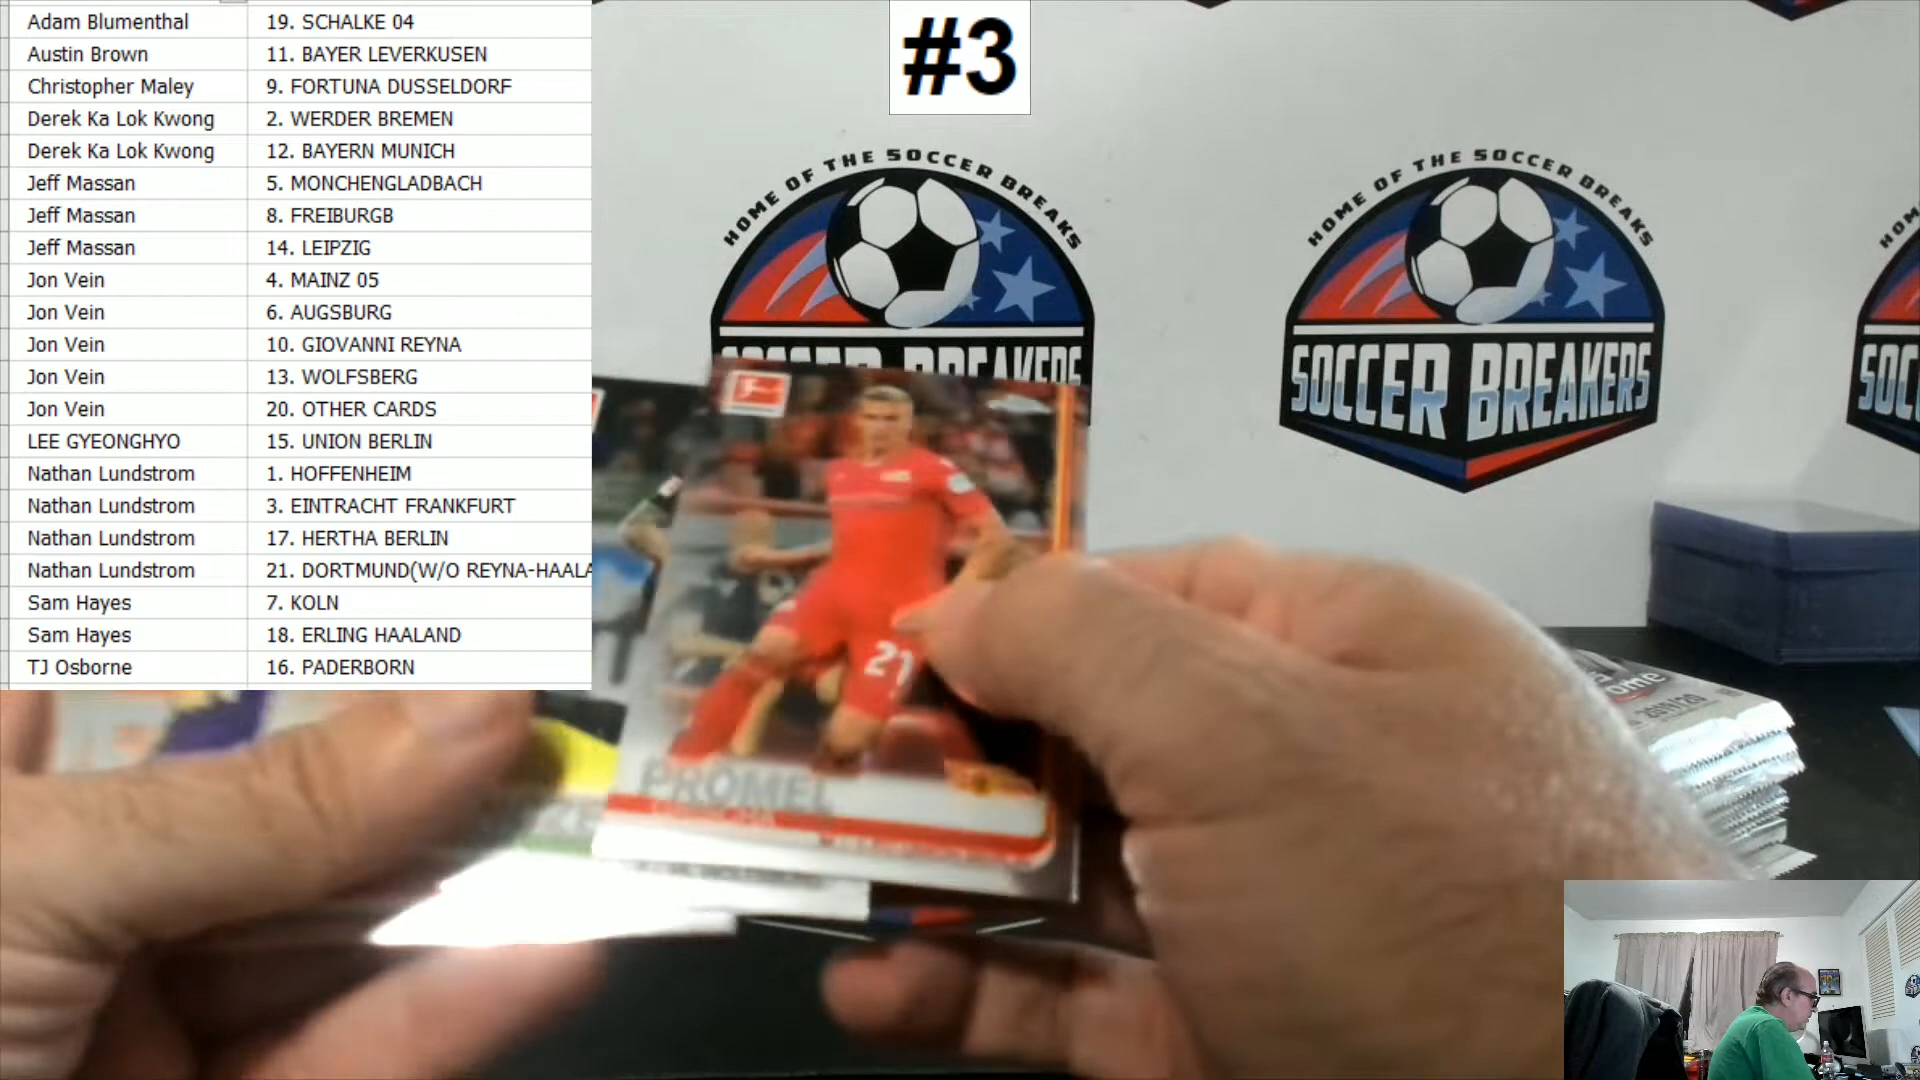 Adam Blumenthal 19. SCHALKE 04
Austin Brown 11. BAYER LEVERKUSEN
Christopher Maley 9. FORTUNA DUSSELDORF
Derek Ka Lok Kwong 2. WERDER BREMEN
Derek Ka Lok Kwong 12. BAYERN MUNICH
Jeff Massan 5. MONCHENGLADBACH
Jeff Massan 8. FREIBURGB
Jeff Massan 14. LEIPZIG
Jon Vein 4. MAINZ 05
Jon Vein 6. AUGSBURG
Jon Vein 10. GIOVANNI REYNA
Jon Vein 13. WOLFSBERG
Jon Vein 20. OTHER CARDS
LEE GYEONGHYO 15. UNION BERLIN
Nathan Lundstrom 1. HOFFENHEIM
Nathan Lundstrom 3. EINTRACHT FRANKFURT
Nathan Lundstrom 17. HERTHA BERLIN
Nathan Lundstrom 21. DORTMUND(W/O REYNA-HAALA
Sam Hayes 7. KOLN
Sam Hayes 18. ERLING HAALAND
TJ Osborne 16. PADERBORN
#3
HOME OF THE SOCCER BREAKS
SOCCER BREAKERS
HOME OF THE SOCCER BREAKS
SOCCER BREAKERS
HOM
SOC
21
PRÖMEL
2019/20